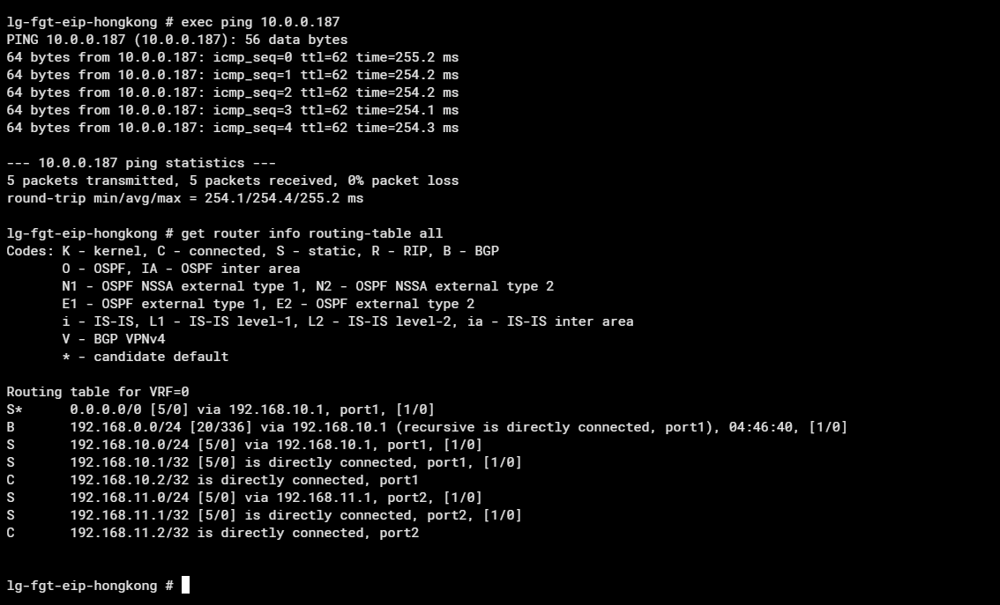 lg-fgt-eip-hongkong # exec ping 10.0.0.187
PING 10.0.0.187 (10.0.0.187): 56 data bytes
64 bytes from 10.0.0.187: icmp_seq=0 ttl=62 time=255.2 ms
64 bytes from 10.0.0.187: icmp_seq=1 ttl=62 time=254.2 ms
64 bytes from 10.0.0.187: icmp_seq=2 ttl=62 time=254.2 ms
64 bytes from 10.0.0.187: icmp_seq=3 ttl=62 time=254.1 ms
64 bytes from 10.0.0.187: icmp_seq=4 ttl=62 time=254.3 ms

--- 10.0.0.187 ping statistics ---
5 packets transmitted, 5 packets received, 0% packet loss
round-trip min/avg/max = 254.1/254.4/255.2 ms

lg-fgt-eip-hongkong # get router info routing-table all
Codes: K - kernel, C - connected, S - static, R - RIP, B - BGP
       O - OSPF, IA - OSPF inter area
       N1 - OSPF NSSA external type 1, N2 - OSPF NSSA external type 2
       E1 - OSPF external type 1, E2 - OSPF external type 2
       i - IS-IS, L1 - IS-IS level-1, L2 - IS-IS level-2, ia - IS-IS inter area
       V - BGP VPNv4
       * - candidate default

Routing table for VRF=0
S*      0.0.0.0/0 [5/0] via 192.168.10.1, port1, [1/0]
B       192.168.0.0/24 [20/336] via 192.168.10.1 (recursive is directly connected, port1), 04:46:40, [1/0]
S       192.168.10.0/24 [5/0] via 192.168.10.1, port1, [1/0]
S       192.168.10.1/32 [5/0] is directly connected, port1, [1/0]
C       192.168.10.2/32 is directly connected, port1
S       192.168.11.0/24 [5/0] via 192.168.11.1, port2, [1/0]
S       192.168.11.1/32 [5/0] is directly connected, port2, [1/0]
C       192.168.11.2/32 is directly connected, port2

lg-fgt-eip-hongkong #